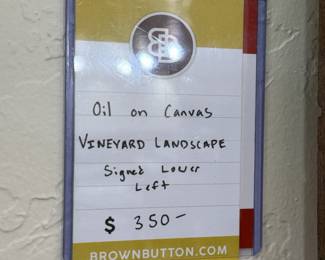 Oil on Canvas
VINEYARD LANDSCAPE
Signed Lower
Left
$ 350-
BROWNBUTTON.COM